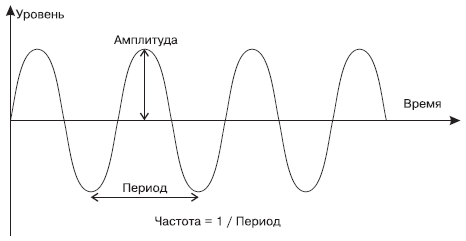 Уровень
Амплитуда
Время
Период
Частота = 1 / Период